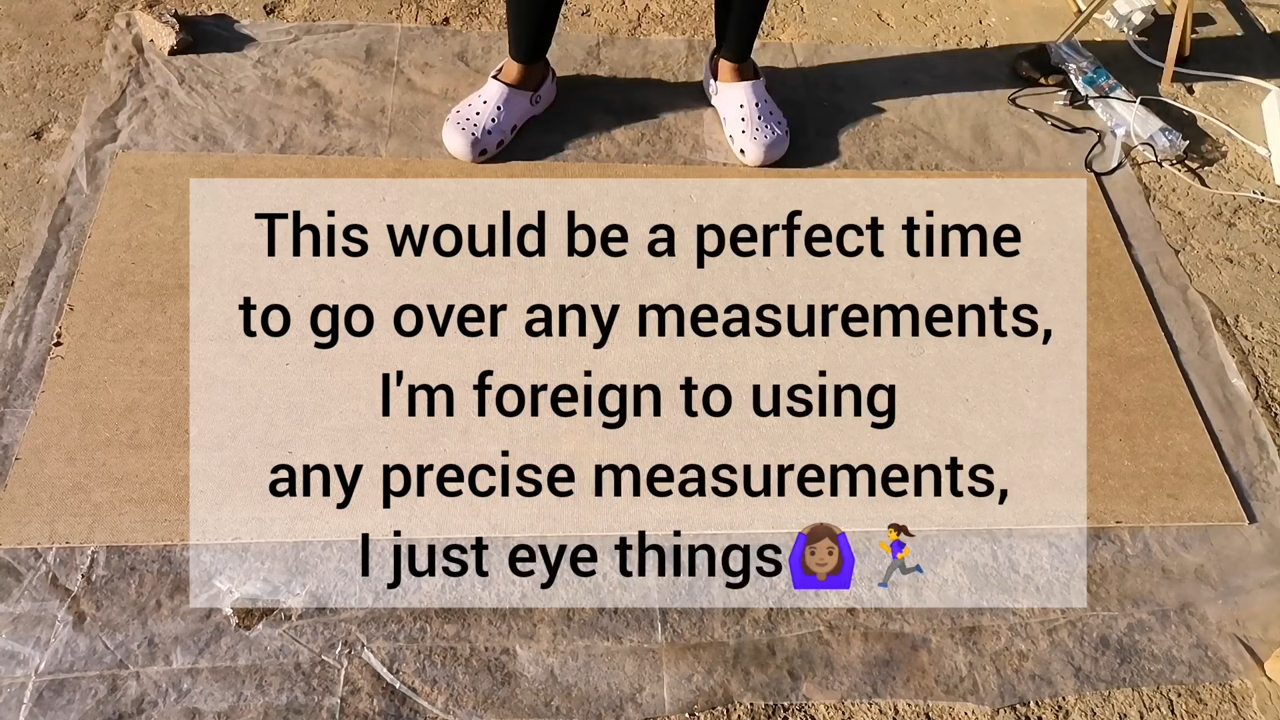 This would be a perfect time
to go over any measurements,
I'm foreign to using
any precise measurements,
I just eye things🙆🏽‍♀️ 🏃‍♀️